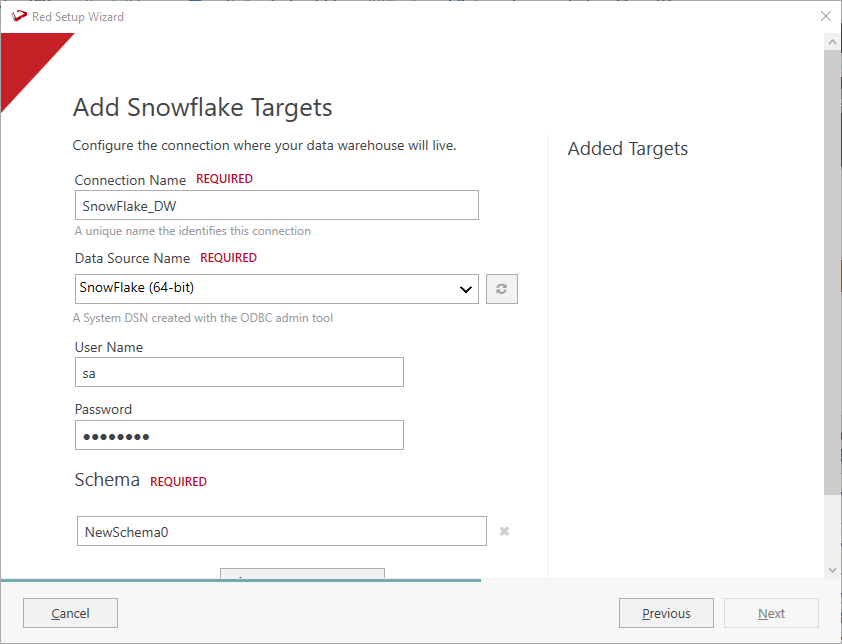 Red Setup Wizard
Add Snowflake Targets
Configure the connection where your data warehouse will live.
Added Targets
Connection Name REQUIRED
SnowFlake_DW
A unique name the identifies this connection
Data Source Name REQUIRED
SnowFlake (64-bit)
A System DSN created with the ODBC admin tool
User Name
sa
Password
●●●●●●●●
Schema REQUIRED
NewSchema0
Cancel
Previous
Next